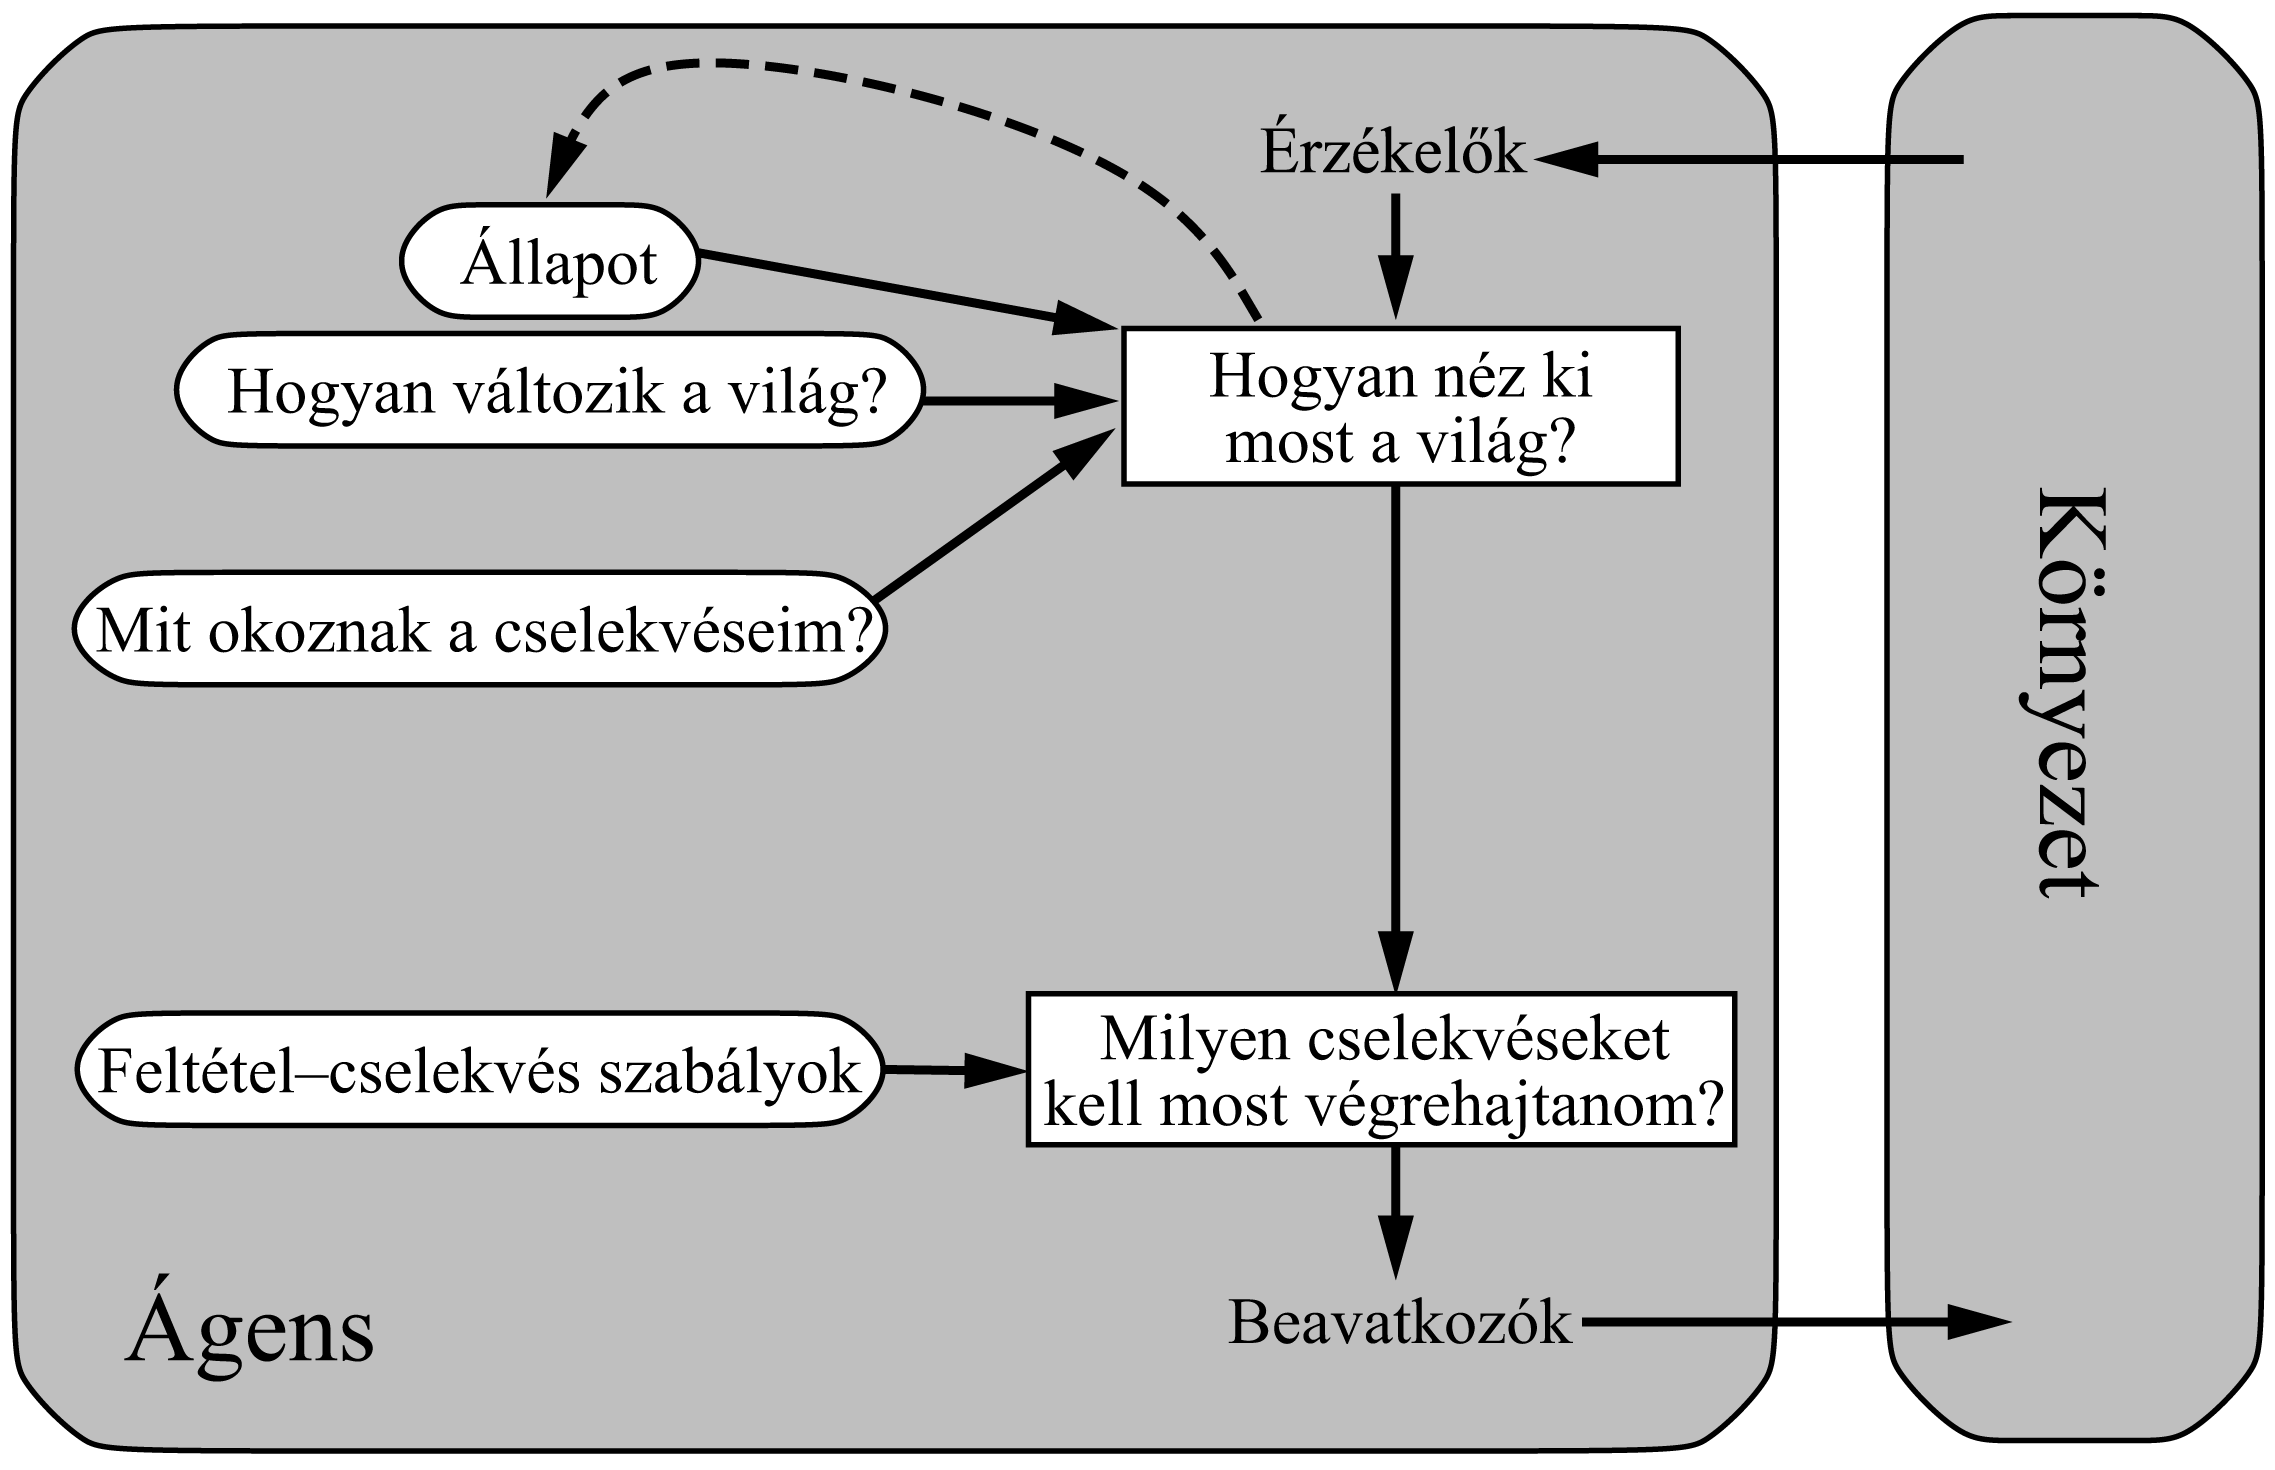 Érzékelők
Állapot
Hogyan változik a világ?
Hogyan néz ki
most a világ?
Mit okoznak a cselekvéseim?
Környezet
Feltétel–cselekvés szabályok
Milyen cselekvéseket
kell most végrehajtanom?
Ágens
Beavatkozók